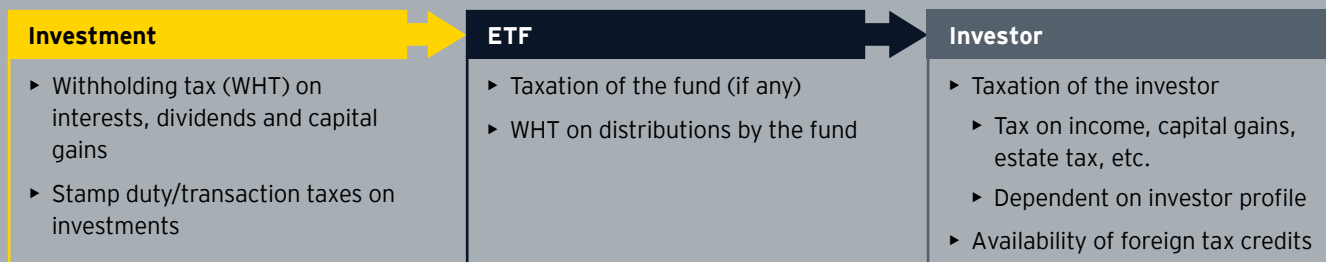 Investment
▸ Withholding tax (WHT) on
interests, dividends and capital
gains
▸ Stamp duty/transaction taxes on
investments
ETF
▸ Taxation of the fund (if any)
▸ WHT on distributions by the fund
Investor
▸ Taxation of the investor
▸ Tax on income, capital gains,
estate tax, etc.
▸ Dependent on investor profile
▸ Availability of foreign tax credits